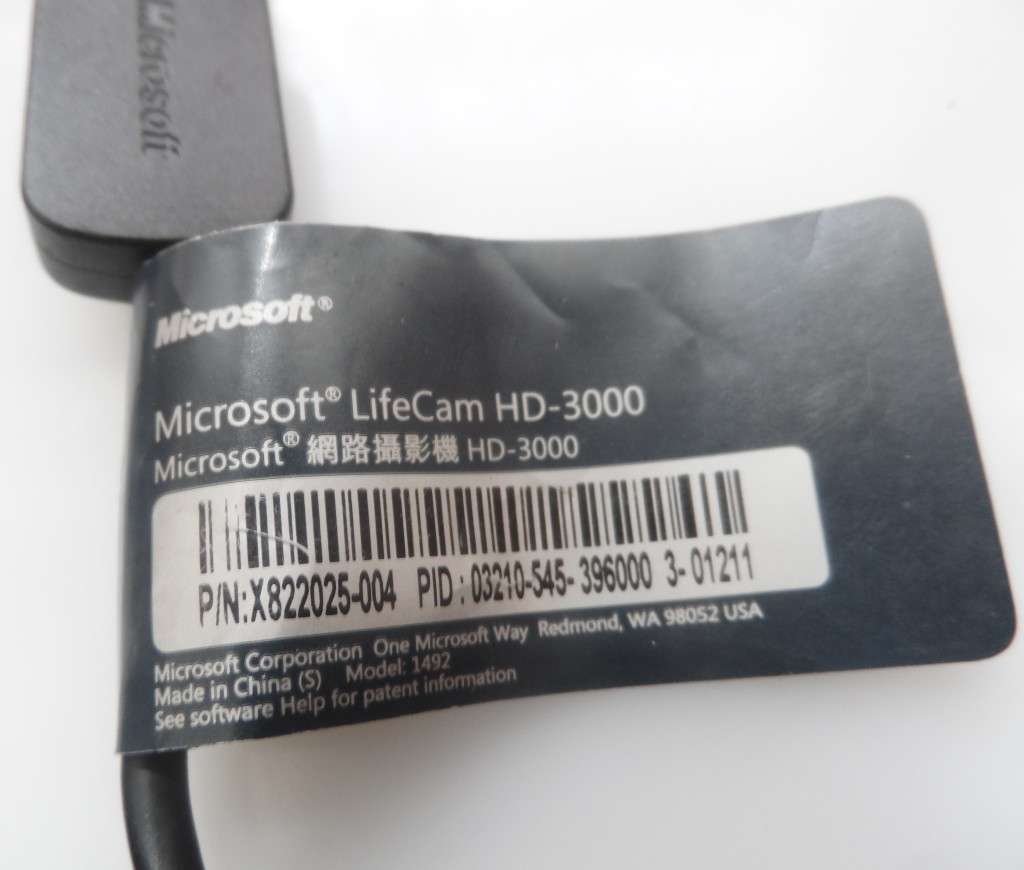 Microsoft
Microsoft®
Microsoft® LifeCam HD-3000
Microsoft® 網路攝影機 HD-3000
P/N:X822025-004 PID : 03210-545-396000 3-01211
Microsoft Corporation One Microsoft Way Redmond, WA 98052 USA
Made in China (S) Model: 1492
See software Help for patent information